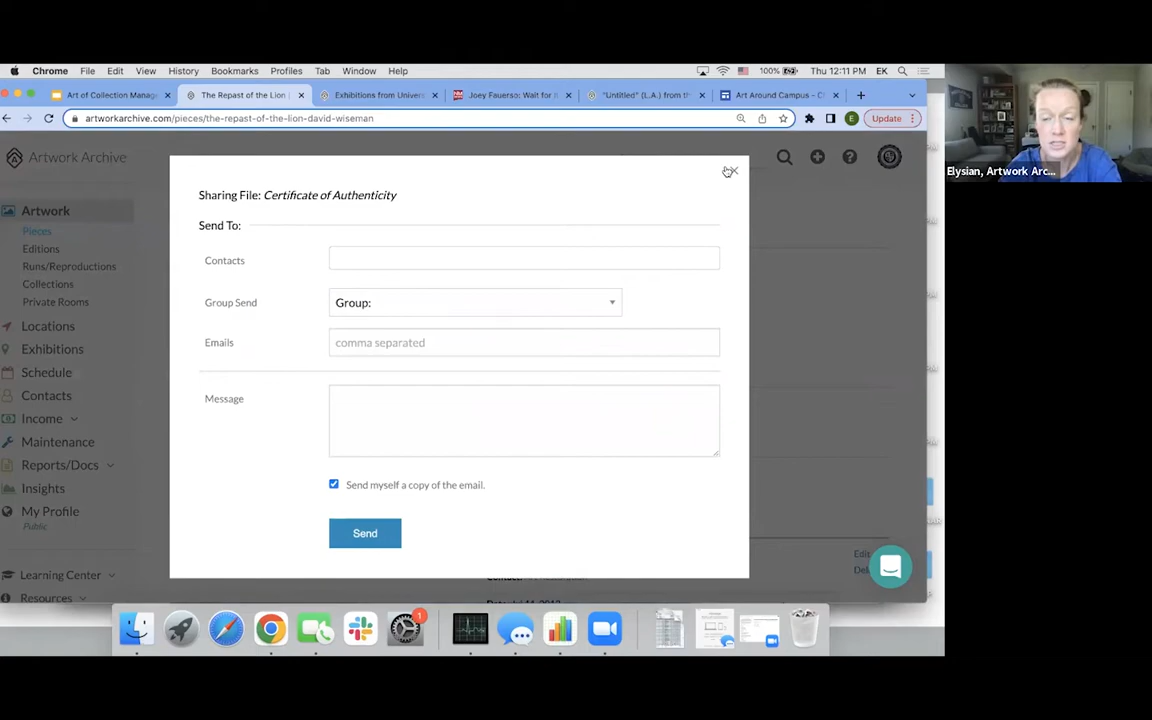 Chrome File Edit View History Bookmarks Profiles Tab Window Help 100% Thu 12:11 PM EK
Art of Collection Manage The Repast of the Lion Exhibitions from Univers Joey Fauerso: Wait for it "Untitled" (L.A.) from the Art Around Campus - C
artworkarchive.com/pieces/the-repast-of-the-lion-david-wiseman E Update
Artwork Archive
Artwork
Pieces
Editions
Runs/Reproductions
Collections
Private Rooms
Locations
Exhibitions
Schedule
Contacts
Income
Maintenance
Reports/Docs
Insights
My Profile
Public
Learning Center
Resources
Sharing File: Certificate of Authenticity
Send To:
Contacts
Group Send Group:
Emails comma separated
Message
Send myself a copy of the email.
Send
Edit
Elysian, Artwork Arc...
1